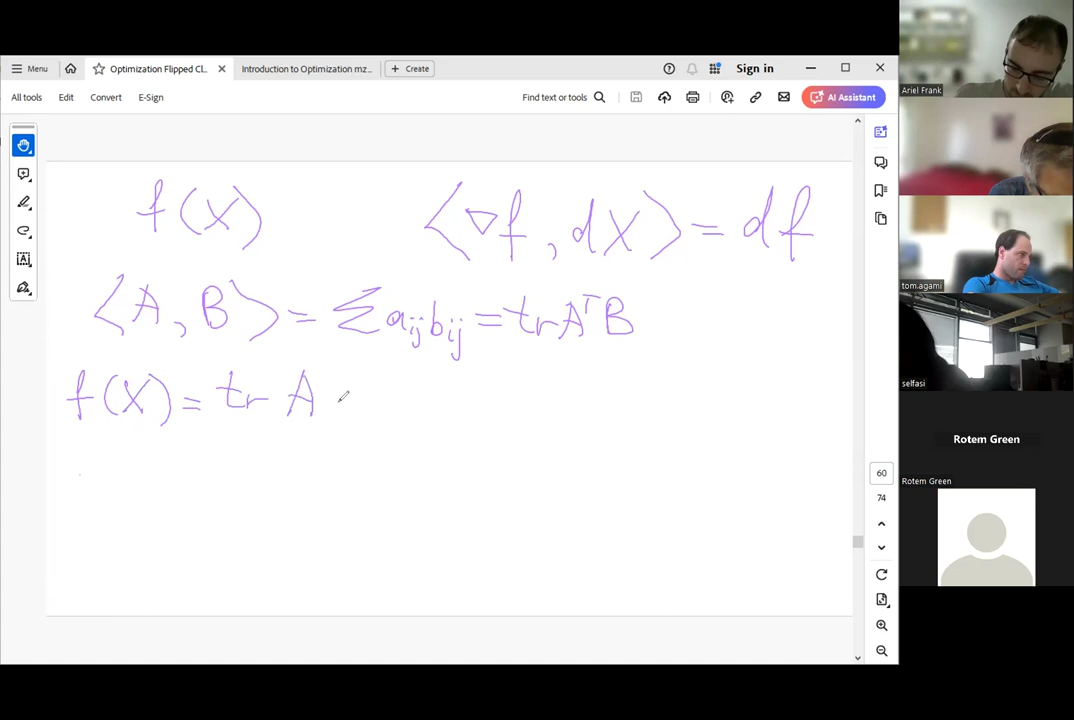 Ariel Frank
Menu Optimization Flipped Cl... Introduction to Optimization mz... Create Sign in
All tools Edit Convert E-Sign Find text or tools AI Assistant
f(X) ⟨∇f, dX⟩ = df
tom.agami
⟨A, B⟩ = Σ aᵢⱼbᵢⱼ = tr AᵀB
selfasi
f(X) = tr A
Rotem Green
60
Rotem Green
74